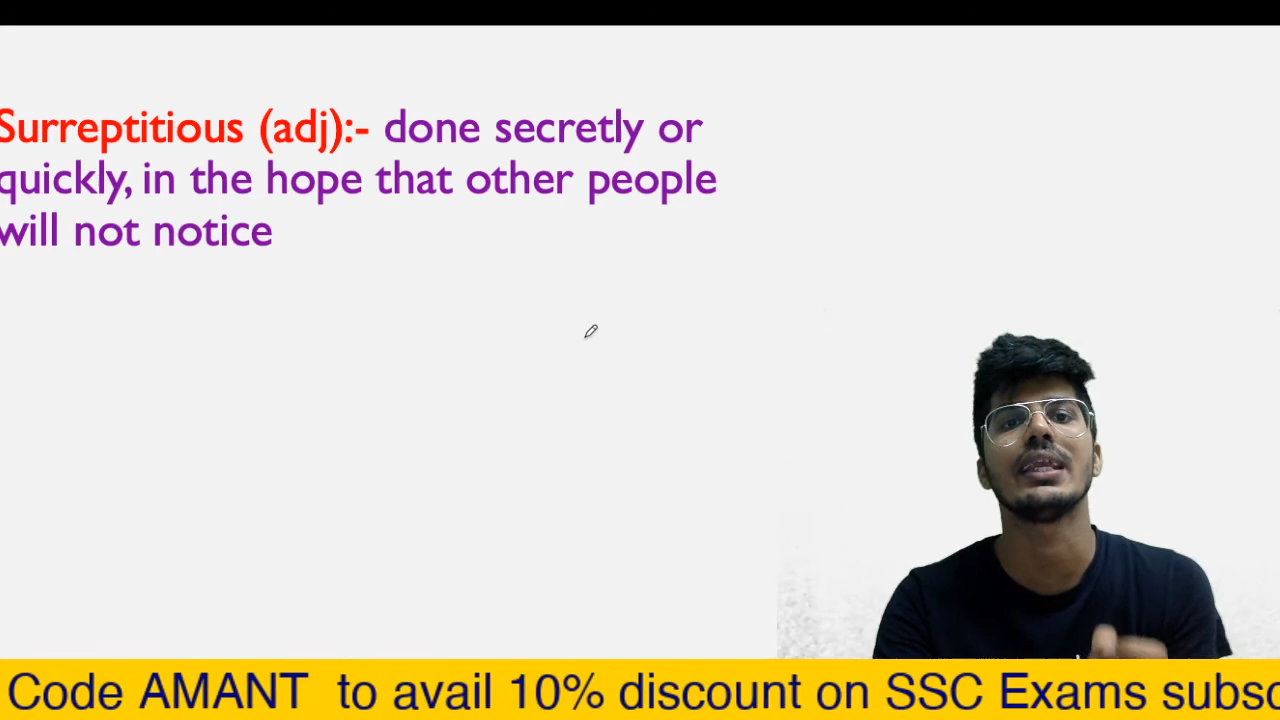 Surreptitious (adj):- done secretly or
quickly, in the hope that other people
will not notice
Code AMANT to avail 10% discount on SSC Exams subsc